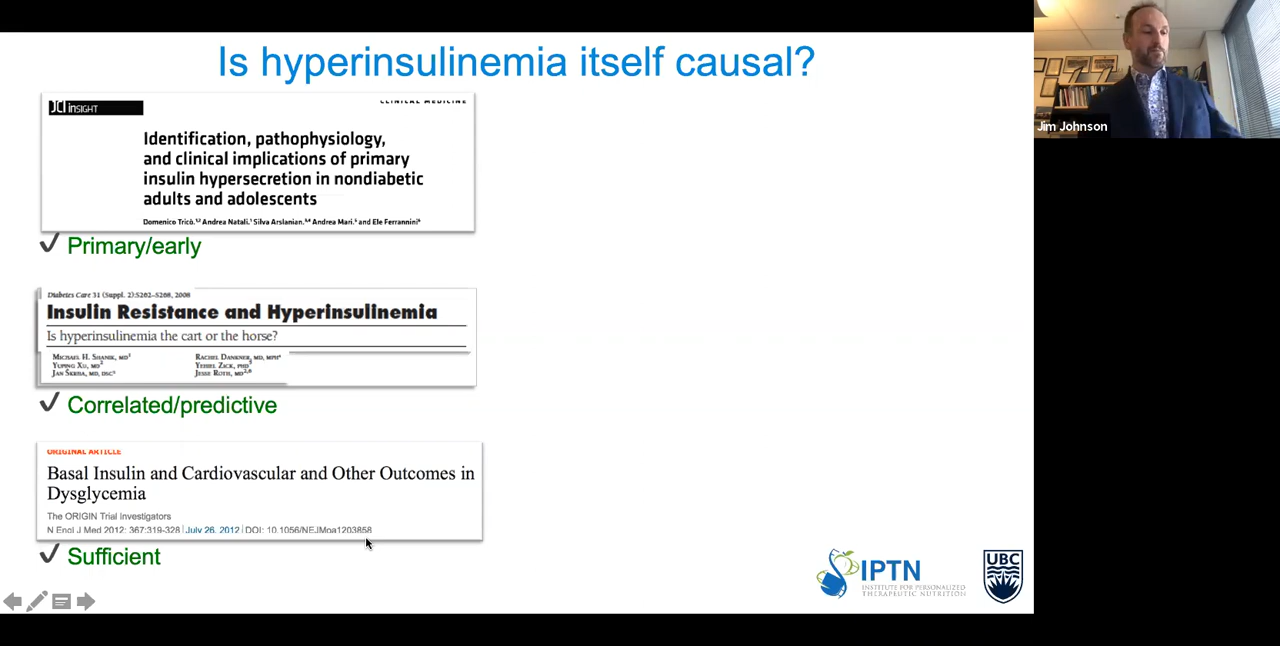 Is hyperinsulinemia itself causal?
JCI INSIGHT
CLINICAL MEDICINE
Identification, pathophysiology,
and clinical implications of primary
insulin hypersecretion in nondiabetic
adults and adolescents
Domenico Tricò,¹,² Andrea Natali,¹ Silva Arslanian,³,⁴ Andrea Mari,⁵ and Ele Ferrannini⁶
✓ Primary/early
Diabetes Care 31 (Suppl. 2):S262–S268, 2008
Insulin Resistance and Hyperinsulinemia
Is hyperinsulinemia the cart or the horse?
Michael H. Shanik, MD¹
Yuping Xu, MD²
Jan Škrha, MD, DSC³
Rachel Dankner, MD, MPH⁴
Yehiel Zick, PHD⁵
Jesse Roth, MD²,⁶
✓ Correlated/predictive
ORIGINAL ARTICLE
Basal Insulin and Cardiovascular and Other Outcomes in
Dysglycemia
The ORIGIN Trial Investigators
N Engl J Med 2012; 367:319-328 | July 26, 2012 | DOI: 10.1056/NEJMoa1203858
✓ Sufficient
IPTN
INSTITUTE FOR PERSONALIZED
THERAPEUTIC NUTRITION
UBC
Jim Johnson